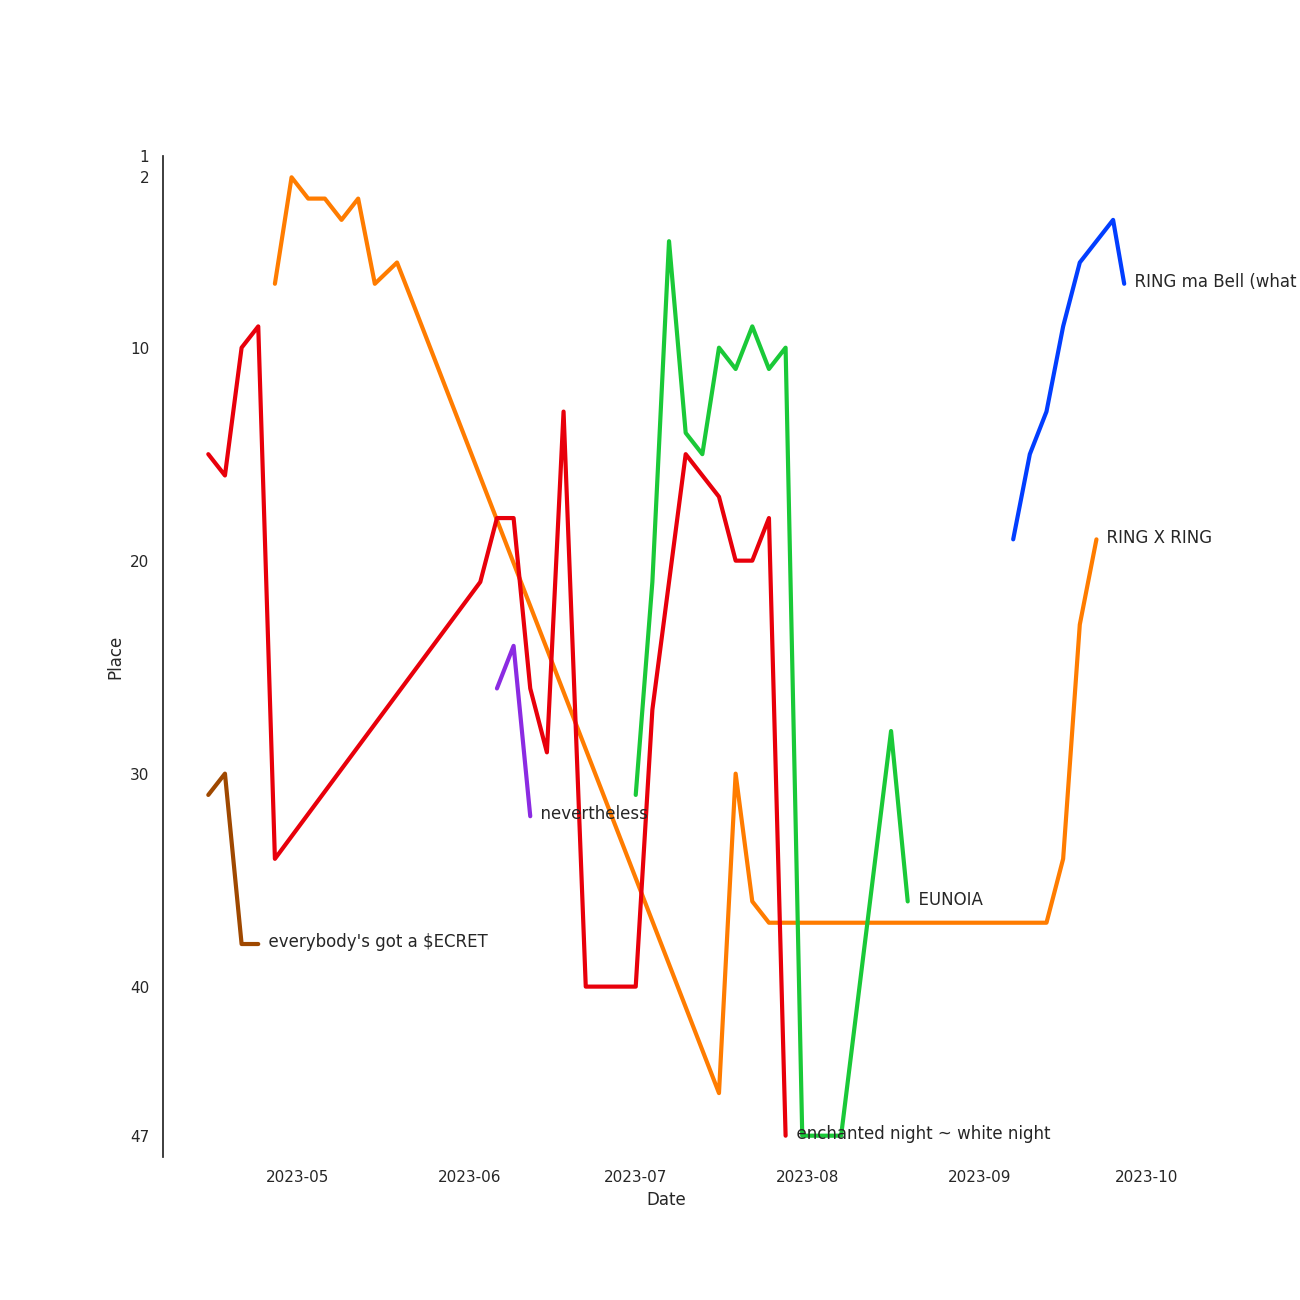 1
2
10
20
30
40
47
Place
RING ma Bell (what
RING X RING
nevertheless
EUNOIA
everybody's got a $ECRET
enchanted night ~ white night
2023-05
2023-06
2023-07
2023-08
2023-09
2023-10
Date